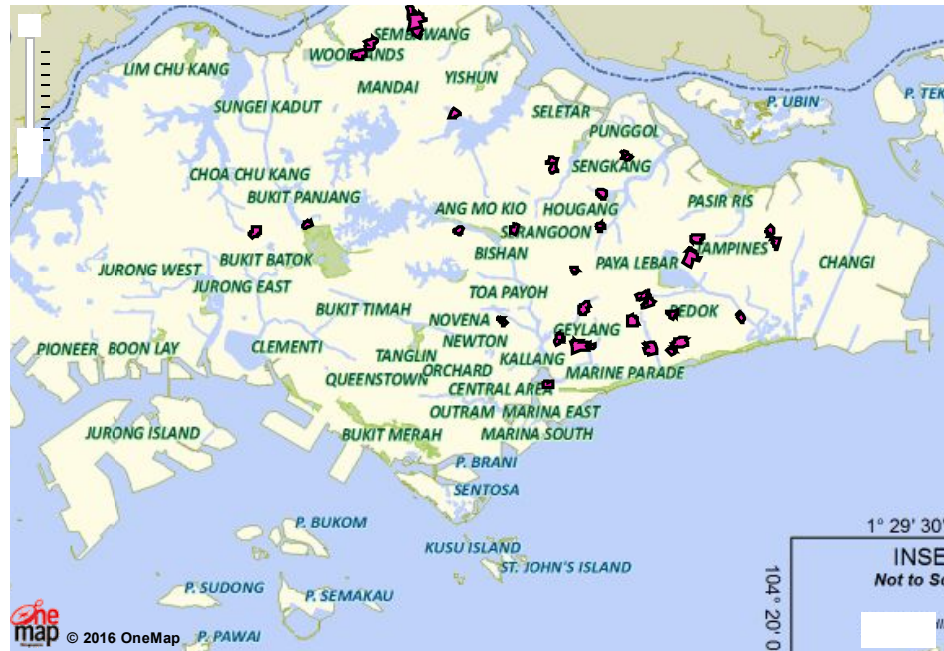 SEMBAWANG
WOODLANDS
LIM CHU KANG
YISHUN
MANDAI
P. UBIN
P. TEK
SUNGEI KADUT
SELETAR
PUNGGOL
SENGKANG
CHOA CHU KANG
BUKIT PANJANG
PASIR RIS
ANG MO KIO
HOUGANG
SERANGOON
TAMPINES
BISHAN
BUKIT BATOK
PAYA LEBAR
CHANGI
JURONG WEST
JURONG EAST
TOA PAYOH
BUKIT TIMAH
BEDOK
NOVENA
GEYLANG
NEWTON
PIONEER
BOON LAY
CLEMENTI
TANGLIN
KALLANG
ORCHARD
MARINE PARADE
QUEENSTOWN
CENTRAL AREA
OUTRAM
MARINA EAST
JURONG ISLAND
BUKIT MERAH
MARINA SOUTH
P. BRANI
SENTOSA
P. BUKOM
1° 29' 30
KUSU ISLAND
INSE
ST. JOHN'S ISLAND
Not to Sc
104° 20' 0
P. SUDONG
P. SEMAKAU
One
map © 2016 OneMap
P. PAWAI